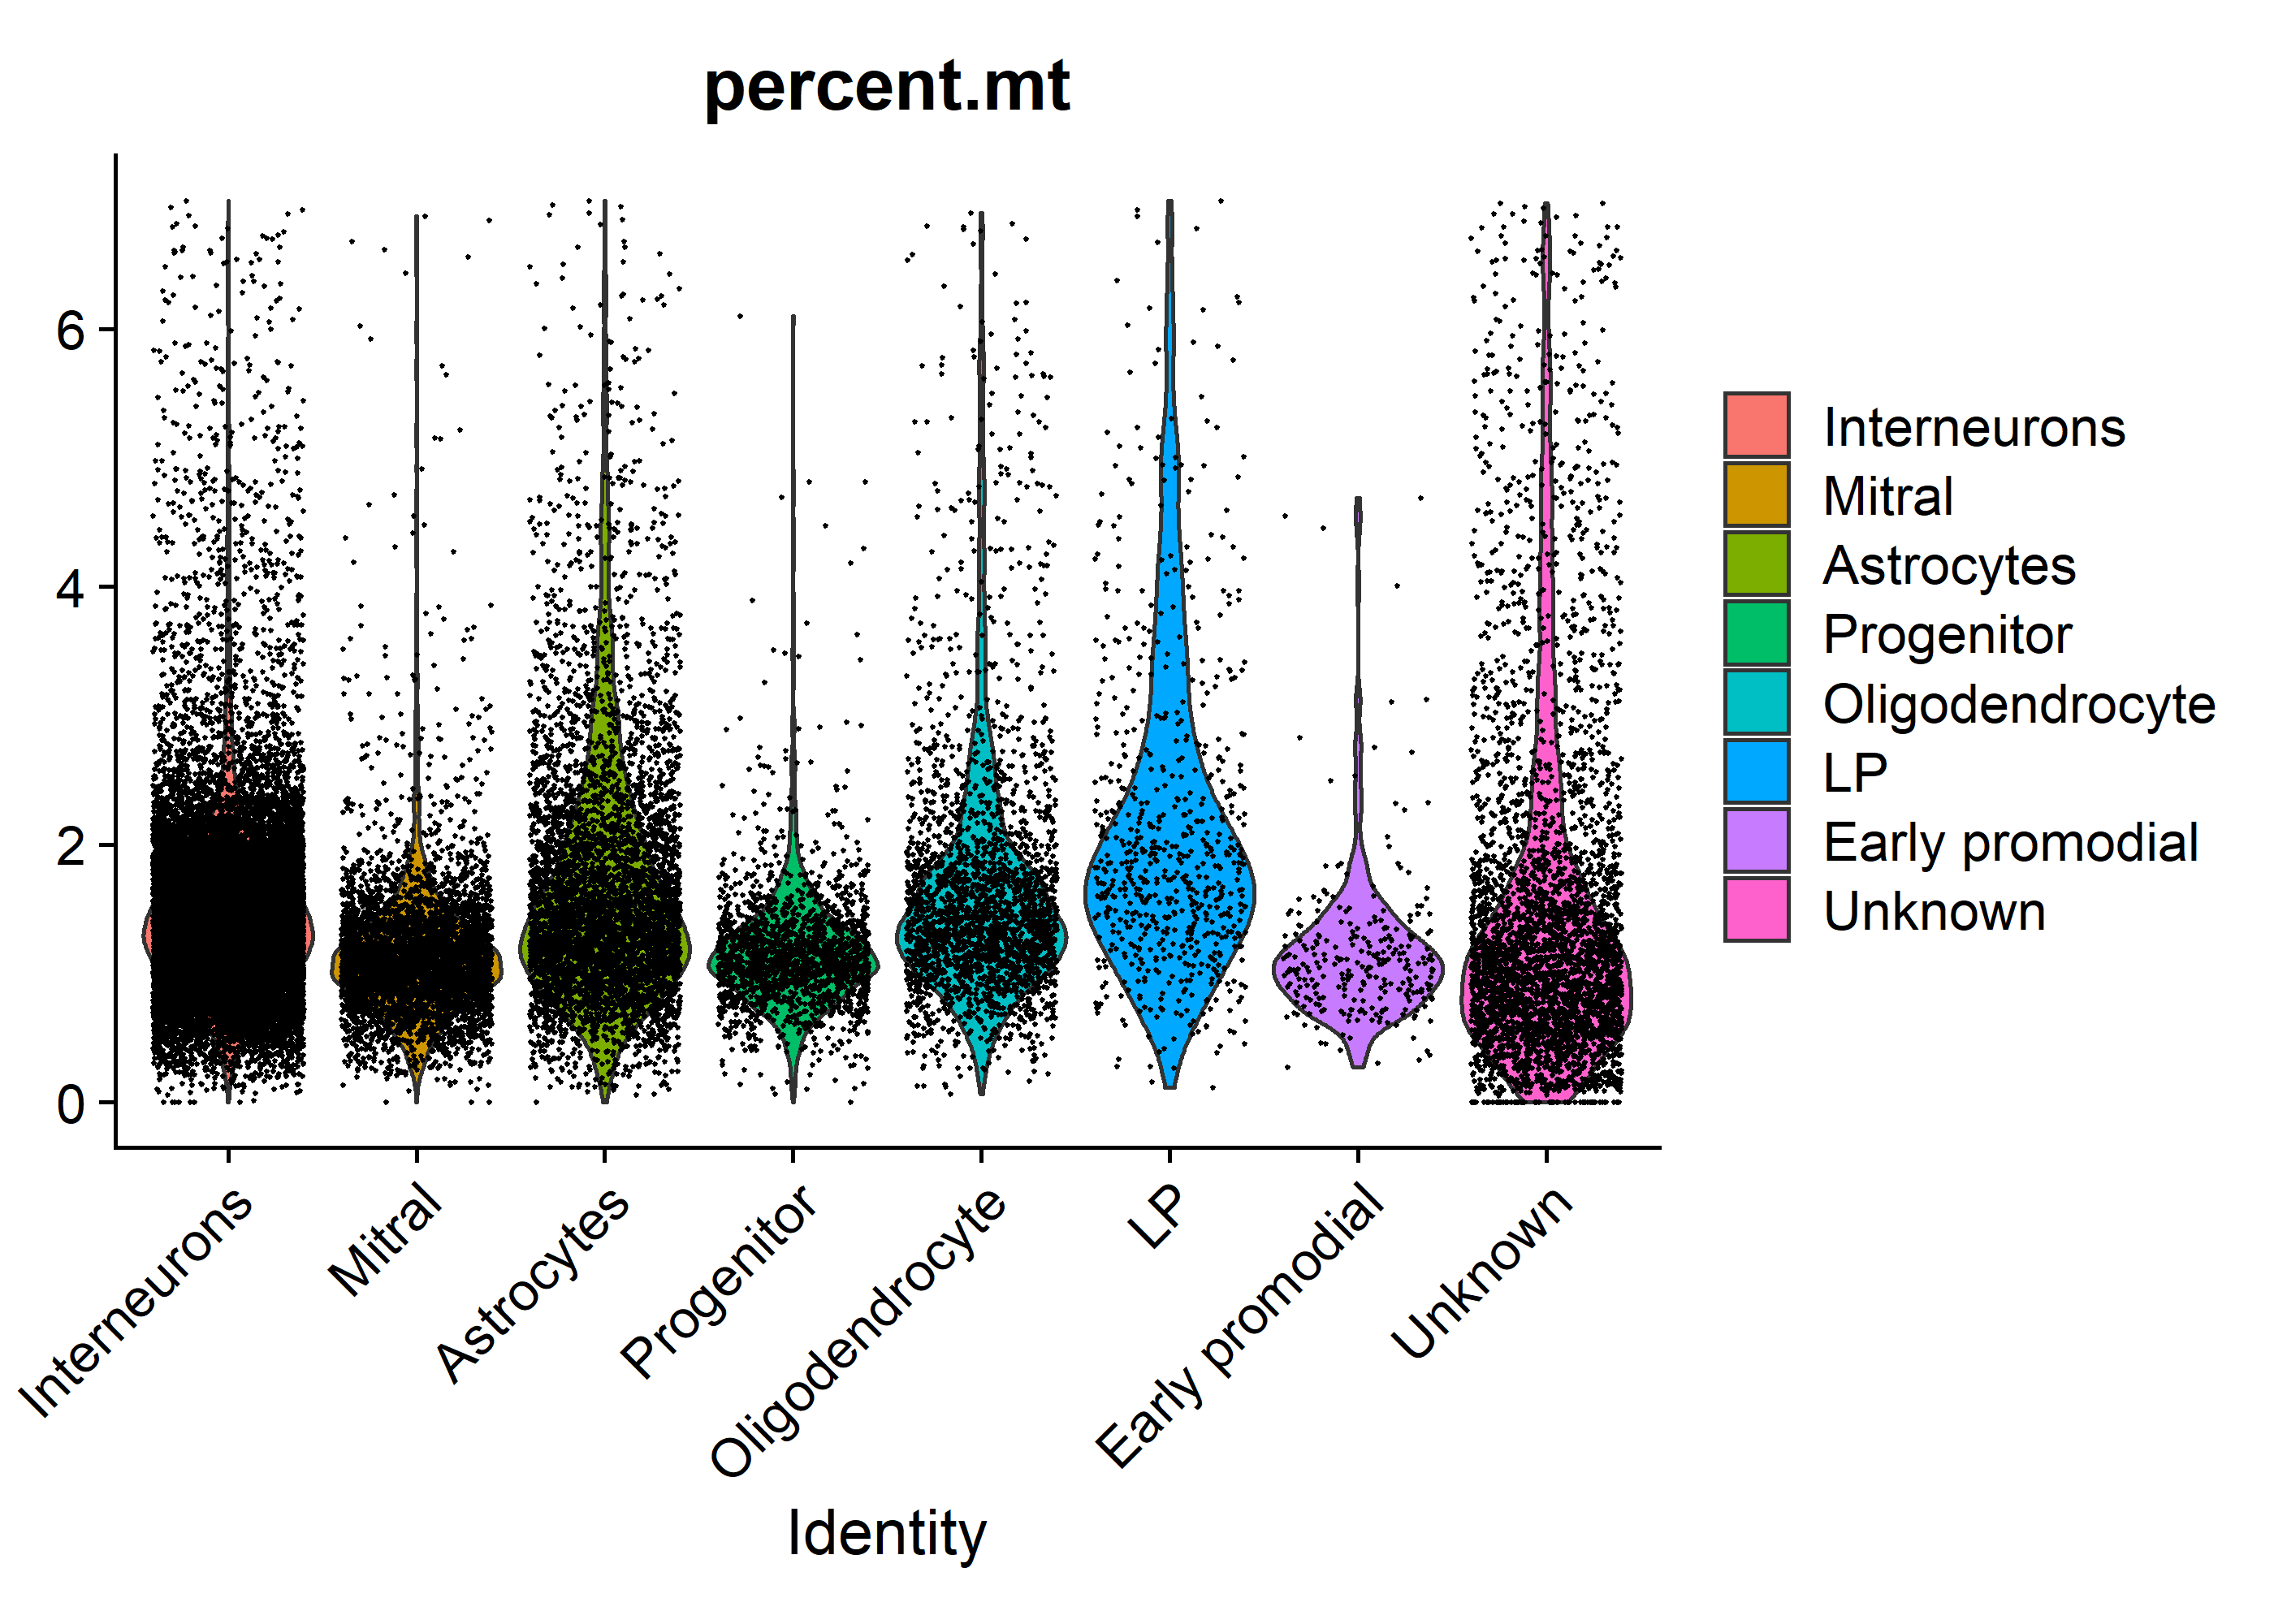 percent.mt
6
4
2
0
Interneurons
Mitral
Astrocytes
Progenitor
Oligodendrocyte
LP
Early promodial
Unknown
Identity
Interneurons
Mitral
Astrocytes
Progenitor
Oligodendrocyte
LP
Early promodial
Unknown